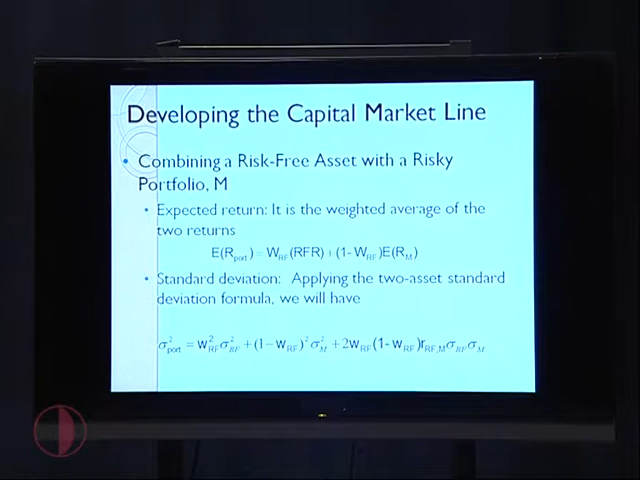 Developing the Capital Market Line
• Combining a Risk-Free Asset with a Risky
Portfolio, M
• Expected return: It is the weighted average of the
two returns
E(R_port) = W_RF(RFR) + (1- W_RF)E(R_M)
• Standard deviation: Applying the two-asset standard
deviation formula, we will have
σ²_port = w²_RF σ²_RF + (1−w_RF)² σ²_M + 2w_RF (1- w_RF)r_RF,M σ_RF σ_M